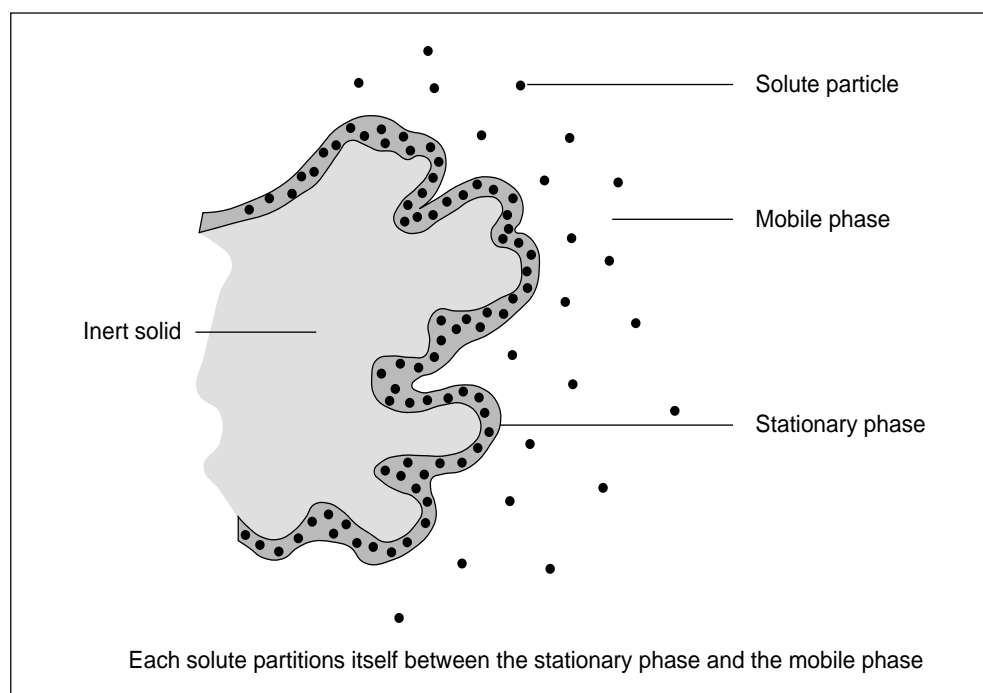 Solute particle
Mobile phase
Inert solid
Stationary phase
Each solute partitions itself between the stationary phase and the mobile phase